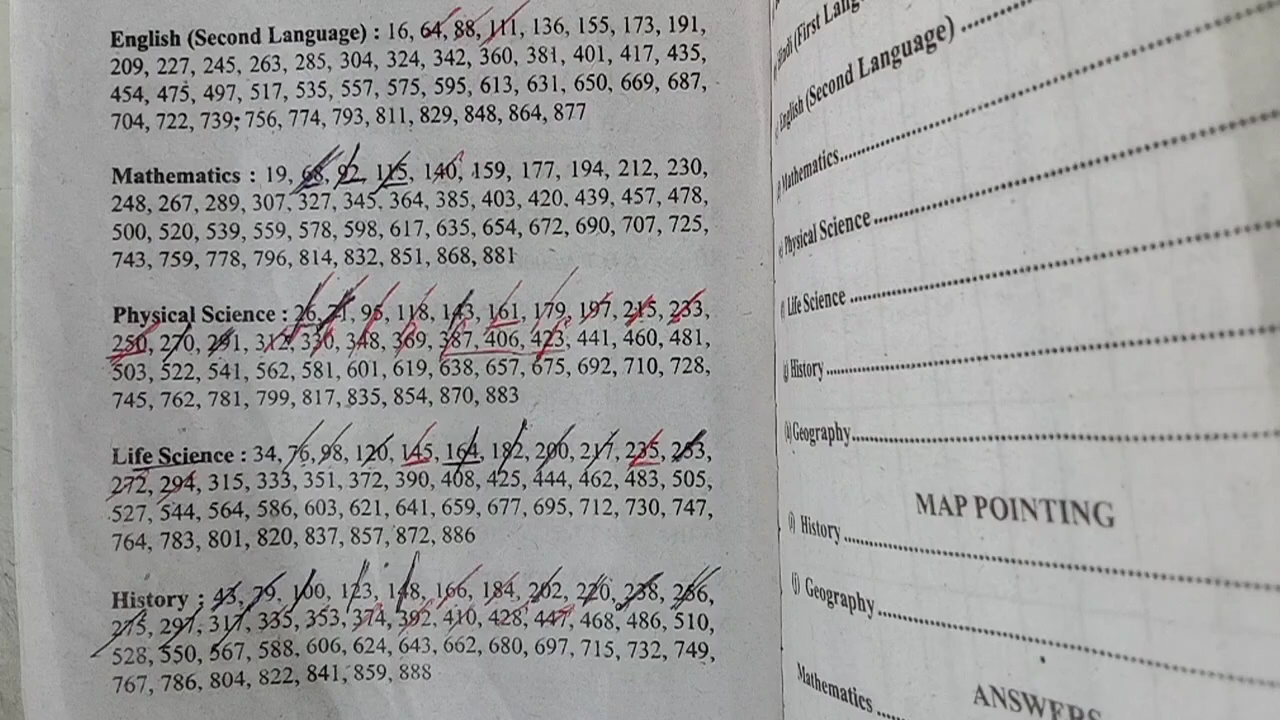 English (Second Language) : 16, 64, 88, 111, 136, 155, 173, 191,
209, 227, 245, 263, 285, 304, 324, 342, 360, 381, 401, 417, 435,
454, 475, 497, 517, 535, 557, 575, 595, 613, 631, 650, 669, 687,
704, 722, 739, 756, 774, 793, 811, 829, 848, 864, 877
Mathematics : 19, 68, 92, 115, 140, 159, 177, 194, 212, 230,
248, 267, 289, 307, 327, 345, 364, 385, 403, 420, 439, 457, 478,
500, 520, 539, 559, 578, 598, 617, 635, 654, 672, 690, 707, 725,
743, 759, 778, 796, 814, 832, 851, 868, 881
Physical Science : 26, 71, 95, 118, 143, 161, 179, 197, 215, 233,
250, 270, 291, 312, 330, 348, 369, 387, 406, 423, 441, 460, 481,
503, 522, 541, 562, 581, 601, 619, 638, 657, 675, 692, 710, 728,
745, 762, 781, 799, 817, 835, 854, 870, 883
Life Science : 34, 76, 98, 120, 145, 164, 182, 200, 217, 235, 253,
272, 294, 315, 333, 351, 372, 390, 408, 425, 444, 462, 483, 505,
527, 544, 564, 586, 603, 621, 641, 659, 677, 695, 712, 730, 747,
764, 783, 801, 820, 837, 857, 872, 886
History : 43, 79, 100, 123, 148, 166, 184, 202, 220, 238, 256,
275, 297, 317, 335, 353, 374, 392, 410, 428, 447, 468, 486, 510,
528, 550, 567, 588, 606, 624, 643, 662, 680, 697, 715, 732, 749,
767, 786, 804, 822, 841, 859, 888
English (Second Language) ..........
Mathematics..........
Physical Science ..........
Life Science ..........
History..........
(h) Geography..........
MAP POINTING
(i) History..........
(j) Geography..........
Mathematics ..........
ANSWERS